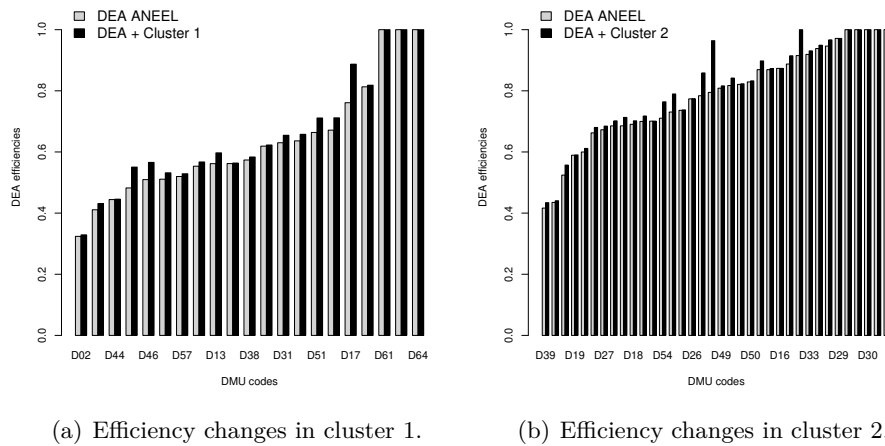 DEA ANEEL
DEA + Cluster 1
DEA efficiencies
0.0 0.2 0.4 0.6 0.8 1.0
D02 D44 D46 D57 D13 D38 D31 D51 D17 D61 D64
DMU codes
(a) Efficiency changes in cluster 1.
DEA ANEEL
DEA + Cluster 2
DEA efficiencies
0.0 0.2 0.4 0.6 0.8 1.0
D39 D19 D27 D18 D54 D26 D49 D50 D16 D33 D29 D30
DMU codes
(b) Efficiency changes in cluster 2.